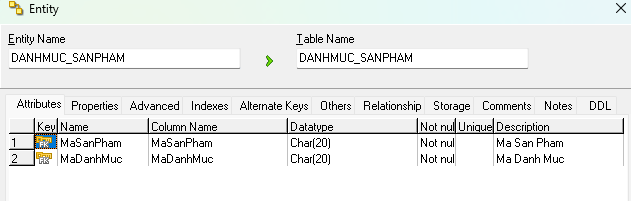 Entity
Entity Name Table Name
DANHMUC_SANPHAM DANHMUC_SANPHAM
Attributes Properties Advanced Indexes Alternate Keys Others Relationship Storage Comments Notes DDL
Key Name Column Name Datatype Not nul Unique Description
1 MaSanPham MaSanPham Char(20) Not nul Ma San Pham
2 MaDanhMuc MaDanhMuc Char(20) Not nul Ma Danh Muc